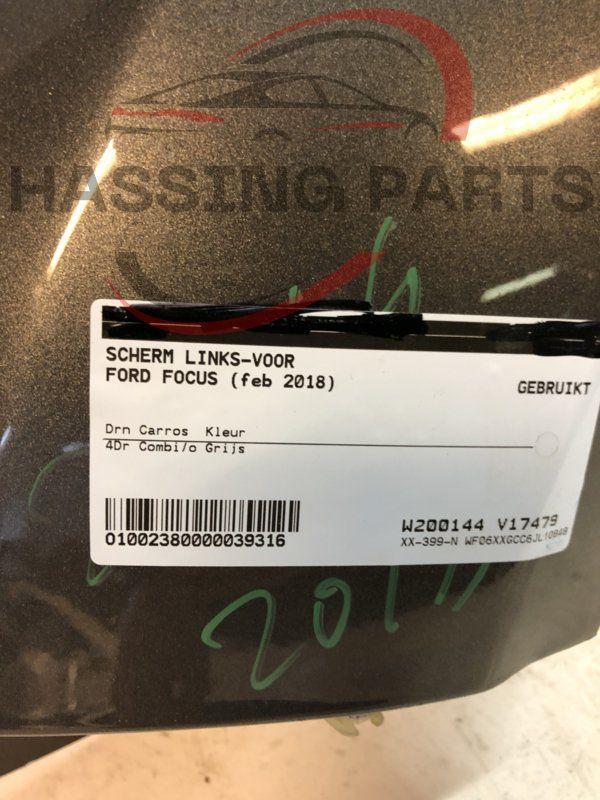 HASSING PARTS
SCHERM LINKS-VOOR
FORD FOCUS (feb 2018)
GEBRUIKT
Drn Carros Kleur
4Dr Combi/o Grijs
01002380000039316
W200144 V17479
XX-399-N WF06XXGCC6JL10848